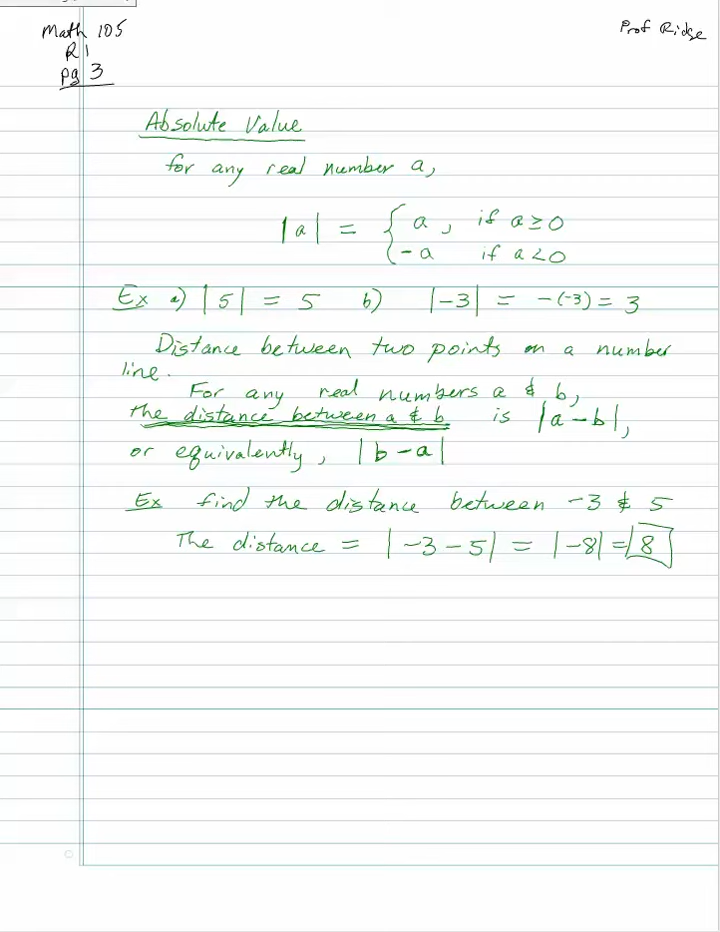 Math 105
Prof Ridge
R1
pg 3
Absolute Value
for any real number a,
|a| = { a, if a ≥ 0
-a if a < 0
Ex a) |5| = 5 b) |-3| = -(-3) = 3
Distance between two points on a number
line.
For any real numbers a & b,
the distance between a & b is |a-b|,
or equivalently, |b-a|
Ex find the distance between -3 & 5
The distance = |-3-5| = |-8| = 8